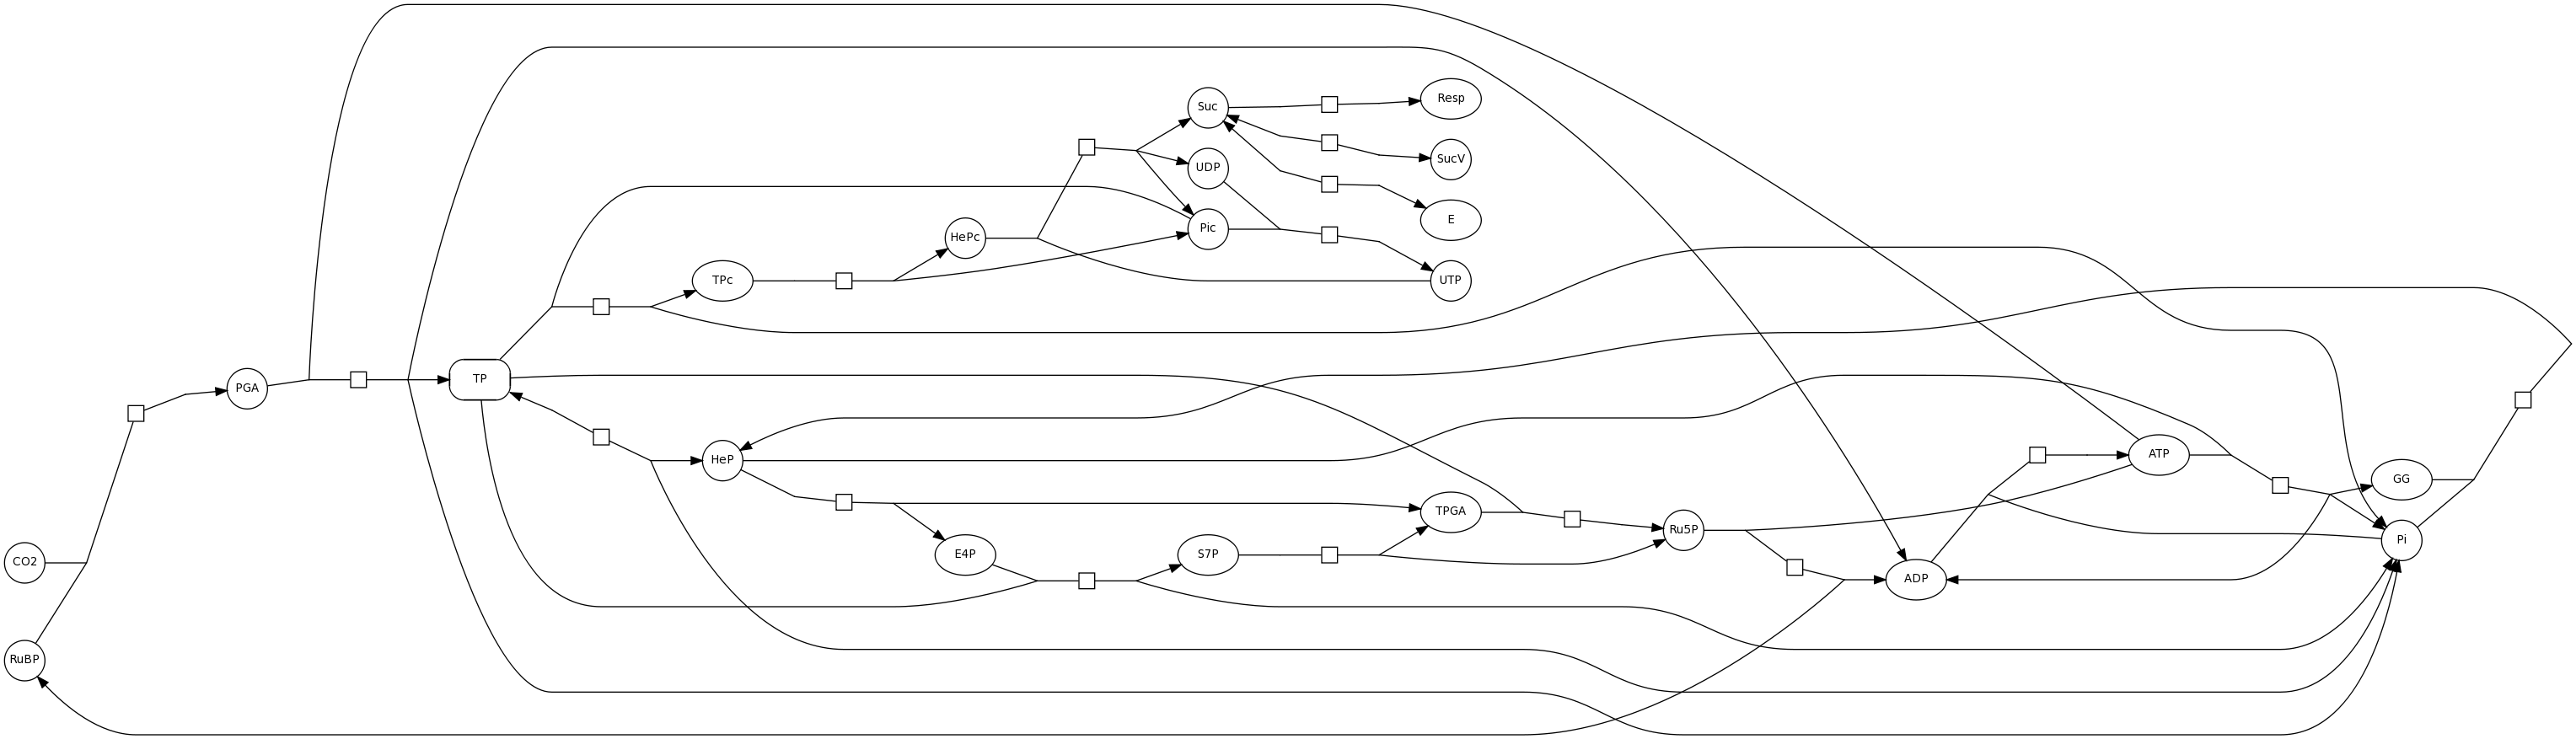 Resp
Suc
SucV
UDP
E
Pic
HePc
TPc
UTP
TP
PGA
HeP
ATP
GG
TPGA
Ru5P
Pi
E4P
S7P
CO2
ADP
RuBP